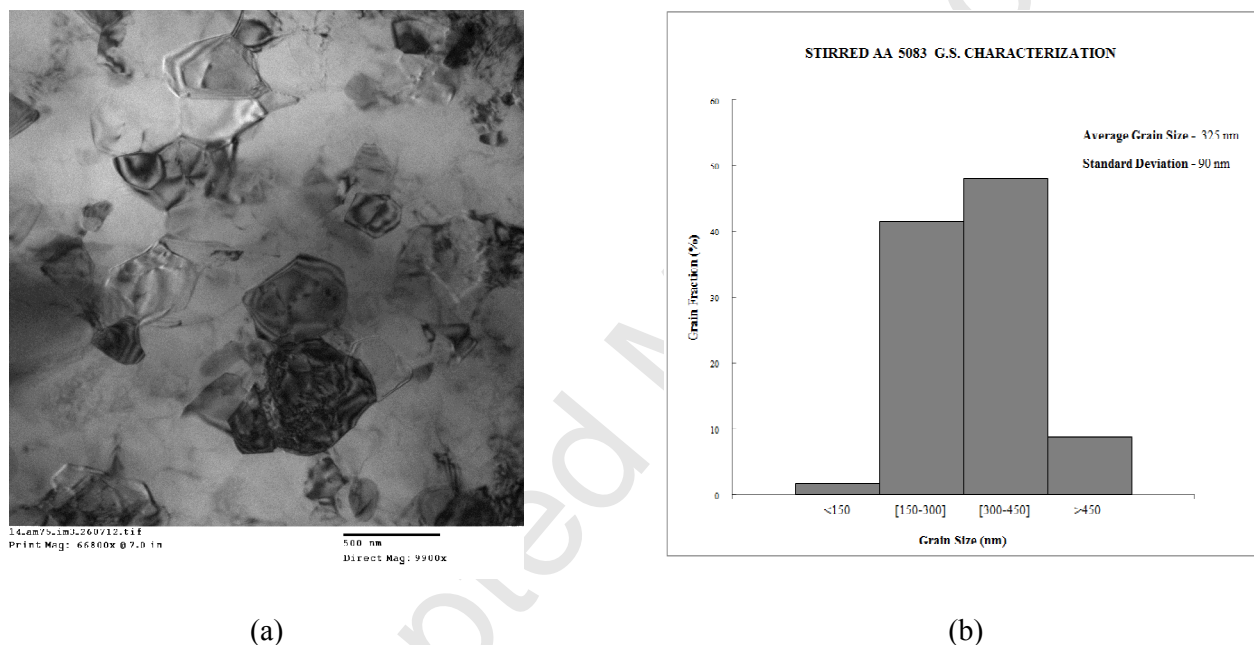 14.am75.im3.260712.tif
Print Mag: 66800x @ 7.0 in
500 nm
Direct Mag: 9900x
(a)
STIRRED AA 5083 G.S. CHARACTERIZATION
Average Grain Size - 325 nm
Standard Deviation - 90 nm
Grain Fraction (%)
60
50
40
30
20
10
0
<150 [150-300] [300-450] >450
Grain Size (nm)
(b)